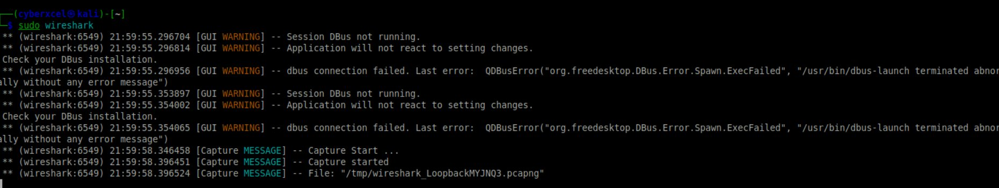 ┌──(cyberxcel㉿kali)-[~]
└─$ sudo wireshark
** (wireshark:6549) 21:59:55.296704 [GUI WARNING] -- Session DBus not running.
** (wireshark:6549) 21:59:55.296814 [GUI WARNING] -- Application will not react to setting changes.
Check your DBus installation.
** (wireshark:6549) 21:59:55.296956 [GUI WARNING] -- dbus connection failed. Last error:  QDBusError("org.freedesktop.DBus.Error.Spawn.ExecFailed", "/usr/bin/dbus-launch terminated abnor
ally without any error message")
** (wireshark:6549) 21:59:55.353897 [GUI WARNING] -- Session DBus not running.
** (wireshark:6549) 21:59:55.354002 [GUI WARNING] -- Application will not react to setting changes.
Check your DBus installation.
** (wireshark:6549) 21:59:55.354065 [GUI WARNING] -- dbus connection failed. Last error:  QDBusError("org.freedesktop.DBus.Error.Spawn.ExecFailed", "/usr/bin/dbus-launch terminated abnor
ally without any error message")
** (wireshark:6549) 21:59:58.346458 [Capture MESSAGE] -- Capture Start ...
** (wireshark:6549) 21:59:58.396451 [Capture MESSAGE] -- Capture started
** (wireshark:6549) 21:59:58.396524 [Capture MESSAGE] -- File: "/tmp/wireshark_LoopbackMYJNQ3.pcapng"